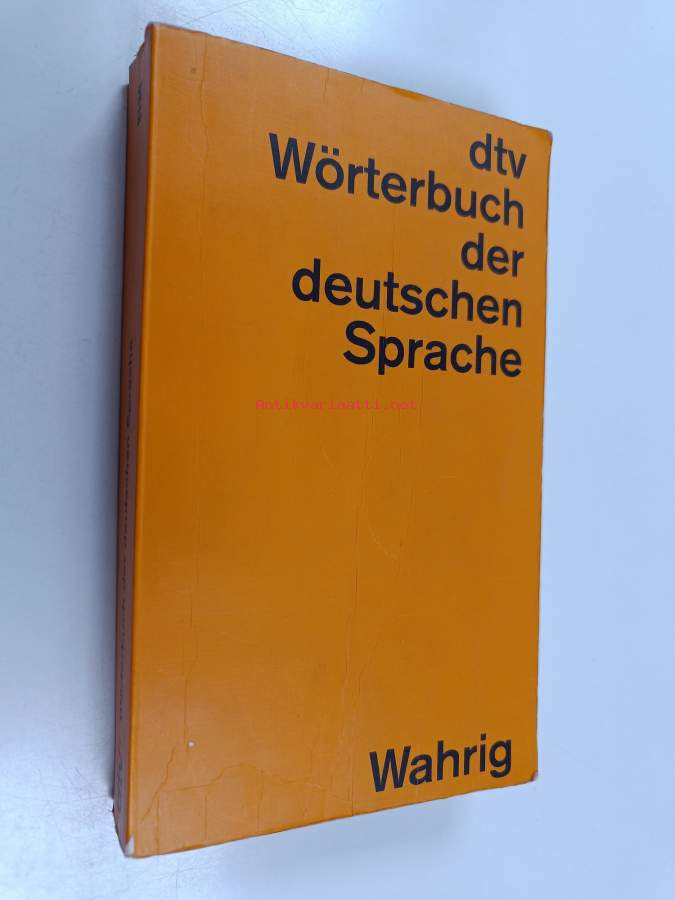 dtv
Wörterbuch
der
deutschen
Sprache
Antikvariaatti.net
Wahrig